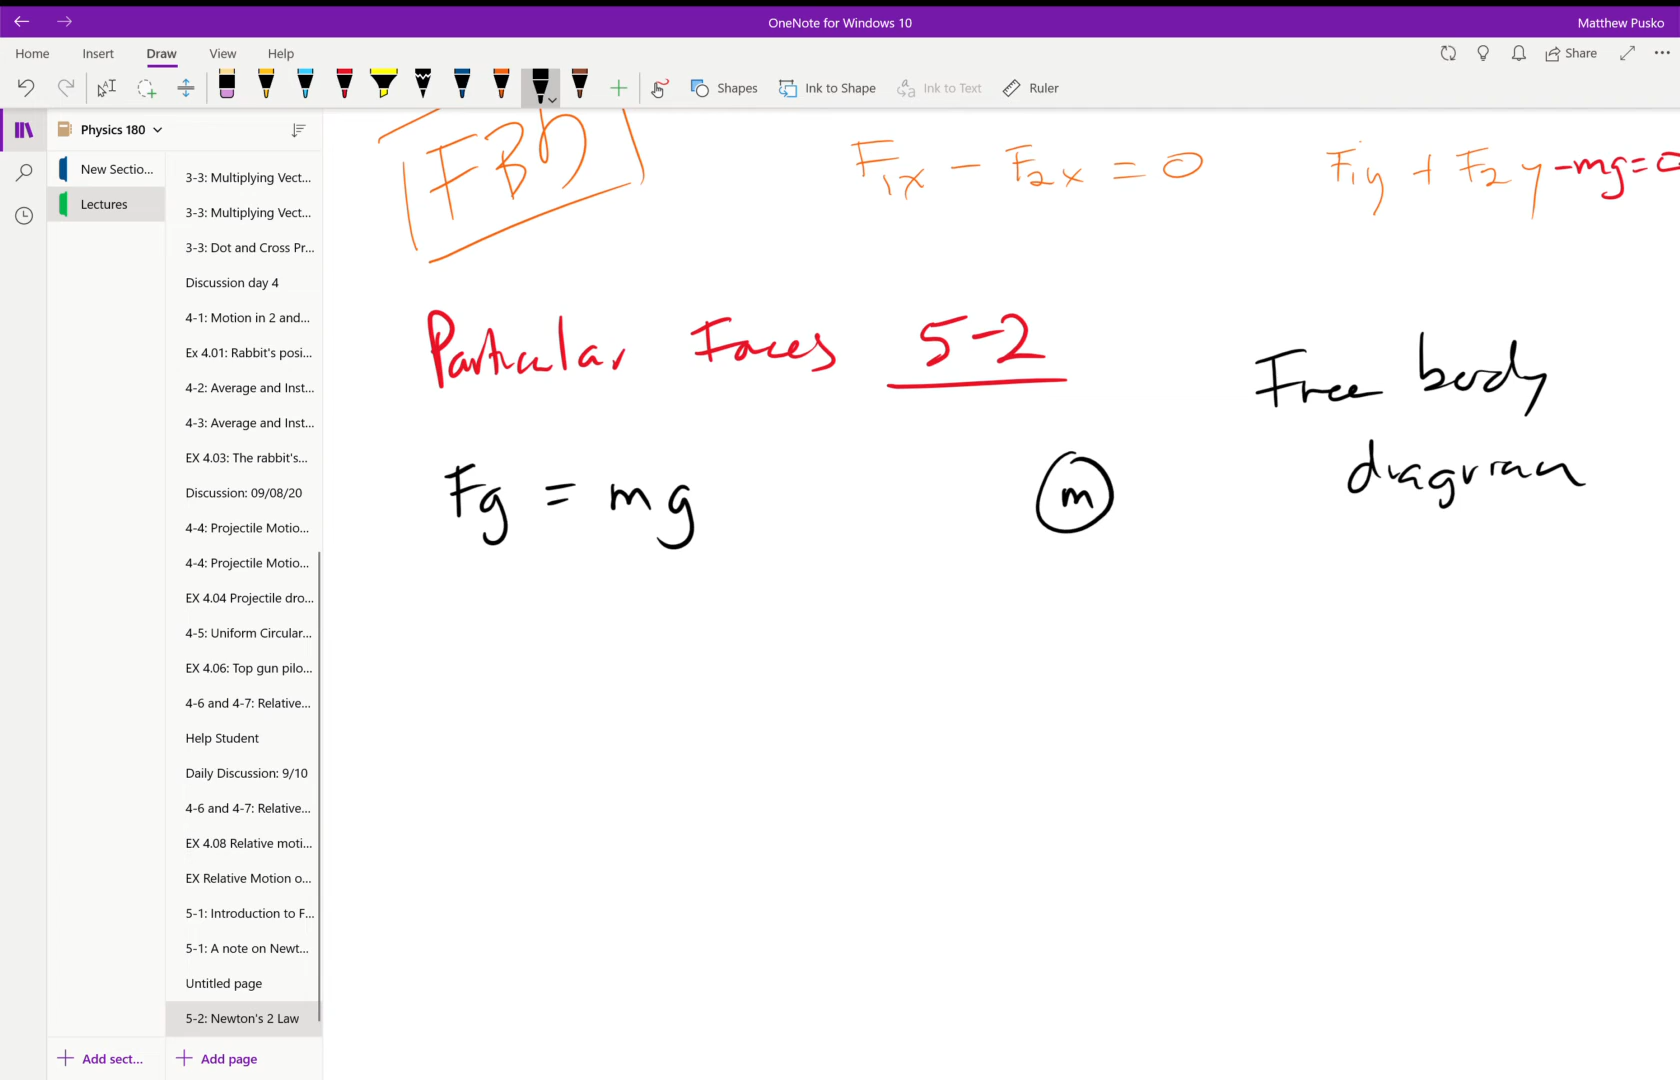 OneNote for Windows 10
Matthew Pusko
Home Insert Draw View Help
Share
Shapes Ink to Shape Ink to Text Ruler
Physics 180
New Sectio...
Lectures
3-3: Multiplying Vect...
3-3: Multiplying Vect...
3-3: Dot and Cross Pr...
Discussion day 4
4-1: Motion in 2 and...
Ex 4.01: Rabbit's posi...
4-2: Average and Inst...
4-3: Average and Inst...
EX 4.03: The rabbit's...
Discussion: 09/08/20
4-4: Projectile Motio...
4-4: Projectile Motio...
EX 4.04 Projectile dro...
4-5: Uniform Circular...
EX 4.06: Top gun pilo...
4-6 and 4-7: Relative...
Help Student
Daily Discussion: 9/10
4-6 and 4-7: Relative...
EX 4.08 Relative moti...
EX Relative Motion o...
5-1: Introduction to F...
5-1: A note on Newt...
Untitled page
5-2: Newton's 2 Law
Add sect...
Add page
FBD
F1x - F2x = 0
F1y + F2y - mg = 0
Particular Forces 5-2
Free body
diagram
Fg = mg
m